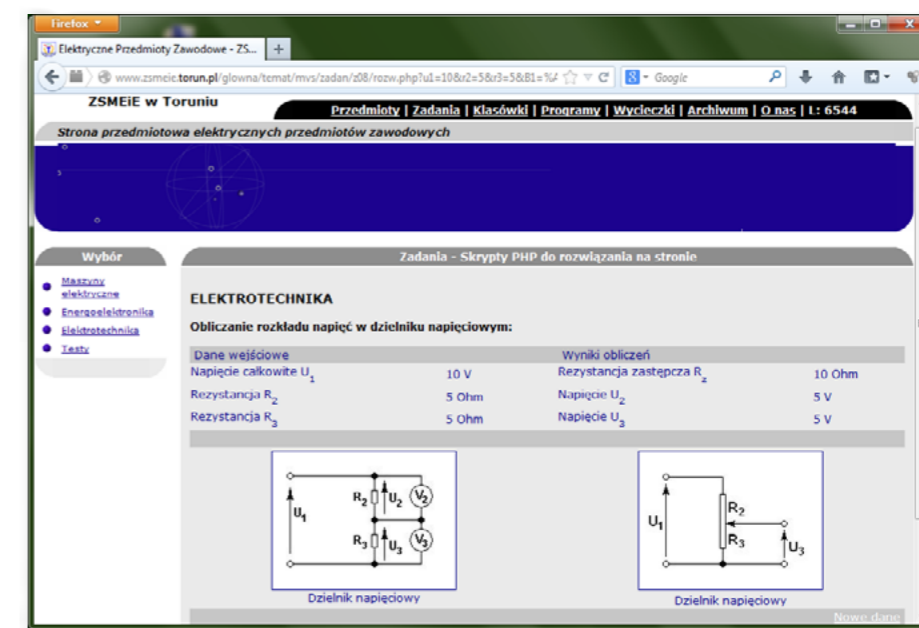 Firefox
Elektryczne Przedmioty Zawodowe - ZS...
www.zsmeie.torun.pl/glowna/temat/mvs/zadan/z08/rozw.php?u1=10&r2=5&r3=5&B1=%
Google
ZSMEiE w Toruniu
Przedmioty | Zadania | Klasówki | Programy | Wycieczki | Archiwum | O nas | L: 6544
Strona przedmiotowa elektrycznych przedmiotów zawodowych
Wybór
Zadania - Skrypty PHP do rozwiązania na stronie
Maszyny elektryczne
Energoelektronika
Elektrotechnika
Testy
ELEKTROTECHNIKA
Obliczanie rozkładu napięć w dzielniku napięciowym:
Dane wejściowe Wyniki obliczeń
Napięcie całkowite U1 10 V Rezystancja zastępcza Rz 10 Ohm
Rezystancja R2 5 Ohm Napięcie U2 5 V
Rezystancja R3 5 Ohm Napięcie U3 5 V
U1 R2 U2 V2
R3 U3 V3
Dzielnik napięciowy
U1 R2
R3 U3
Dzielnik napięciowy
Nowe dane